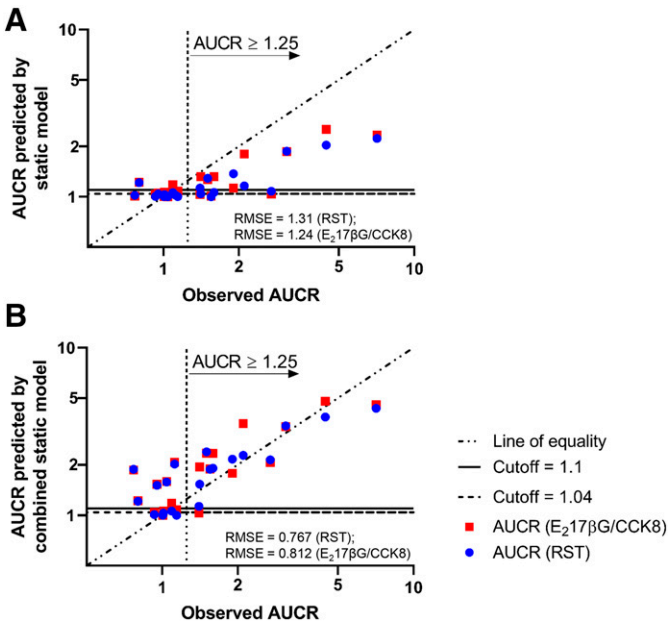 A
AUCR predicted by
static model
10
5
2
1
AUCR ≥ 1.25
RMSE = 1.31 (RST);
RMSE = 1.24 (E₂17βG/CCK8)
1
2
5
10
Observed AUCR
B
AUCR predicted by
combined static model
10
5
2
1
AUCR ≥ 1.25
RMSE = 0.767 (RST);
RMSE = 0.812 (E₂17βG/CCK8)
1
2
5
10
Observed AUCR
Line of equality
Cutoff = 1.1
Cutoff = 1.04
AUCR (E₂17βG/CCK8)
AUCR (RST)